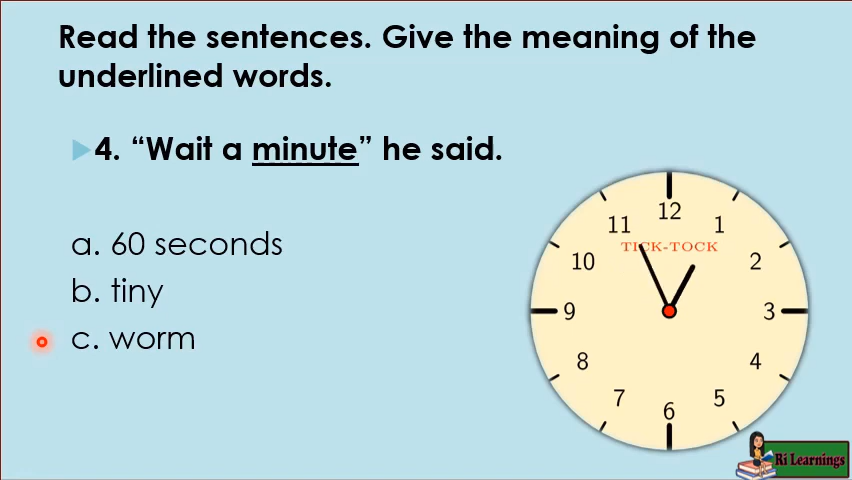 Read the sentences. Give the meaning of the
underlined words.
4. “Wait a minute” he said.
a. 60 seconds
b. tiny
c. worm
12
11
1
TICK-TOCK
10
2
9
3
8
4
7
5
6
Ri Learnings